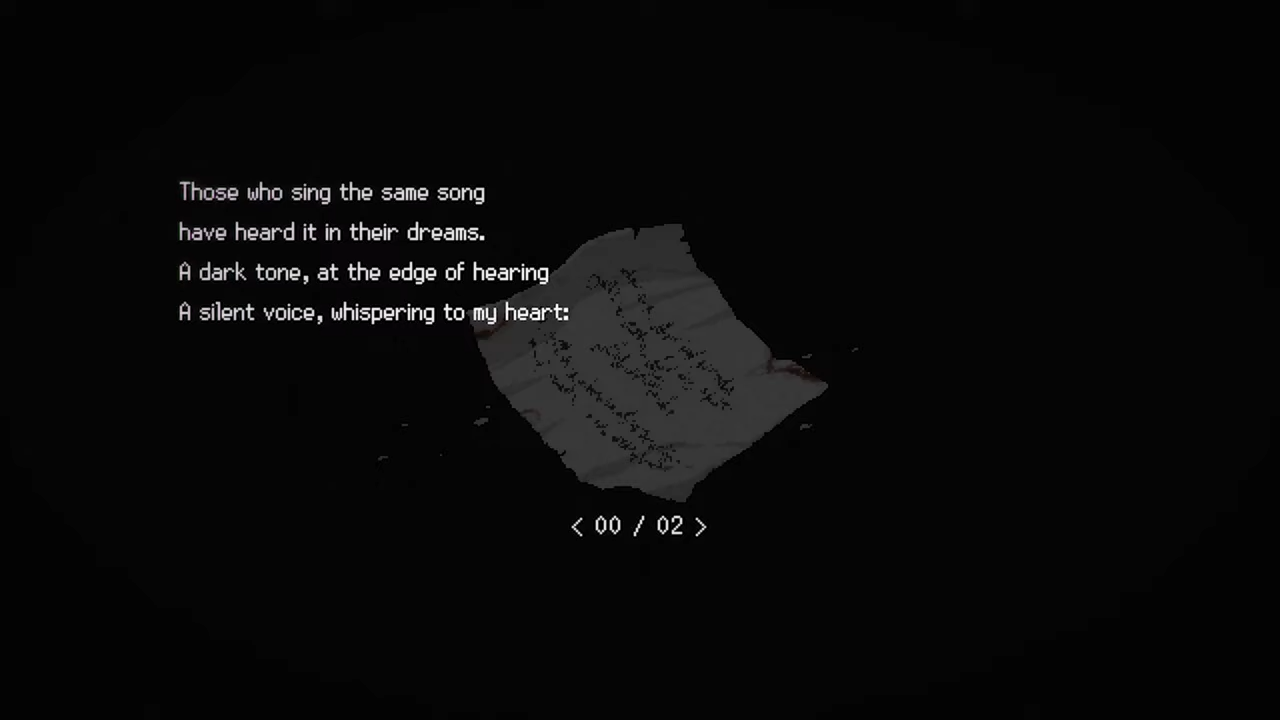 Those who sing the same song
have heard it in their dreams.
A dark tone, at the edge of hearing
A silent voice, whispering to my heart:
< 00 / 02 >